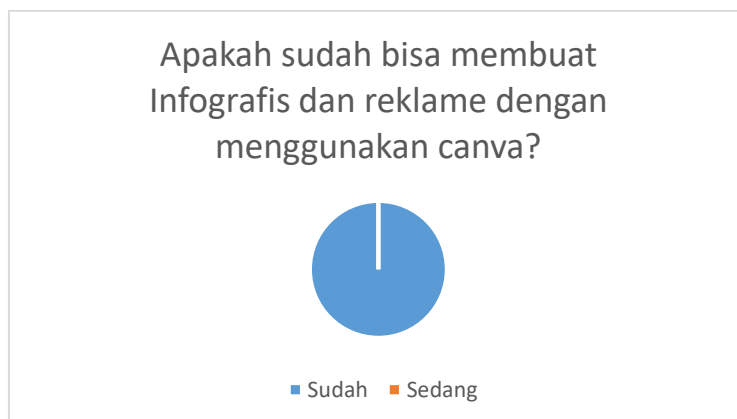 Apakah sudah bisa membuat
Infografis dan reklame dengan
menggunakan canva?
Sudah Sedang